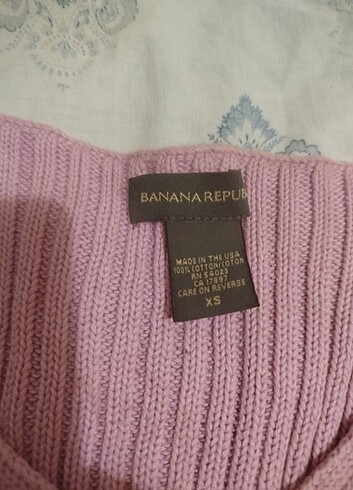 BANANA REPUB
MADE IN THE USA
100% COTTON/COTON
RN 54023
CA 17897
CARE ON REVERSE
XS